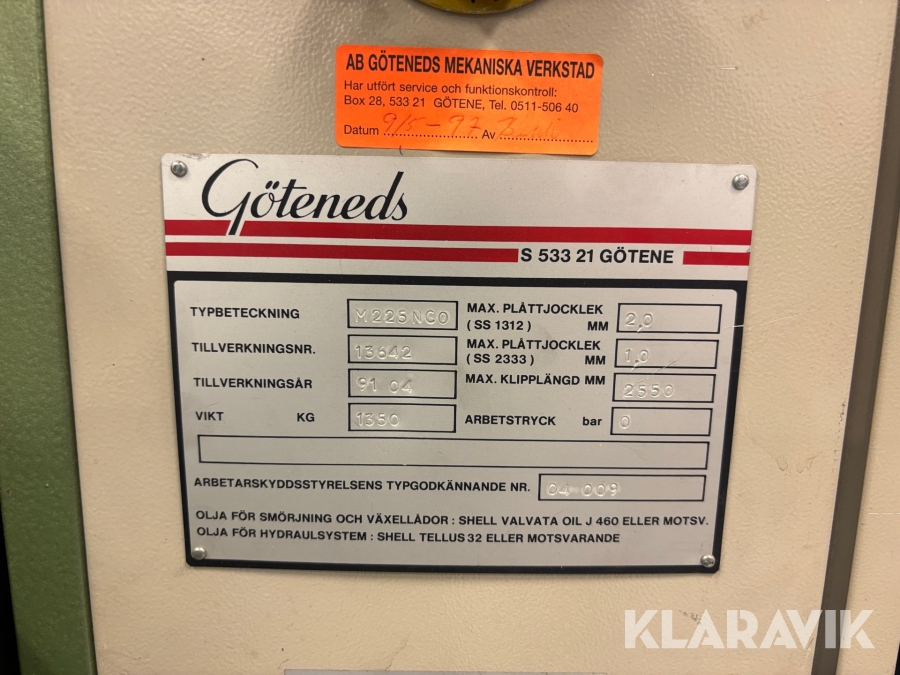 AB GÖTENEDS MEKANISKA VERKSTAD
Har utfört service och funktionskontroll:
Box 28, 533 21 GÖTENE, Tel. 0511-506 40
Datum 9/5-97 Av
Göteneds
S 533 21 GÖTENE
TYPBETECKNING M225NCO MAX. PLÅTTJOCKLEK (SS 1312) MM 2,0
TILLVERKNINGSNR. 13642 MAX. PLÅTTJOCKLEK (SS 2333) MM 1,0
TILLVERKNINGSÅR 91 04 MAX. KLIPPLÄNGD MM 2550
VIKT KG 1350 ARBETSTRYCK bar 0
ARBETARSKYDDSSTYRELSENS TYPGODKÄNNANDE NR. 04 009
OLJA FÖR SMÖRJNING OCH VÄXELLÅDOR : SHELL VALVATA OIL J 460 ELLER MOTSV.
OLJA FÖR HYDRAULSYSTEM : SHELL TELLUS 32 ELLER MOTSVARANDE
KLARAVIK